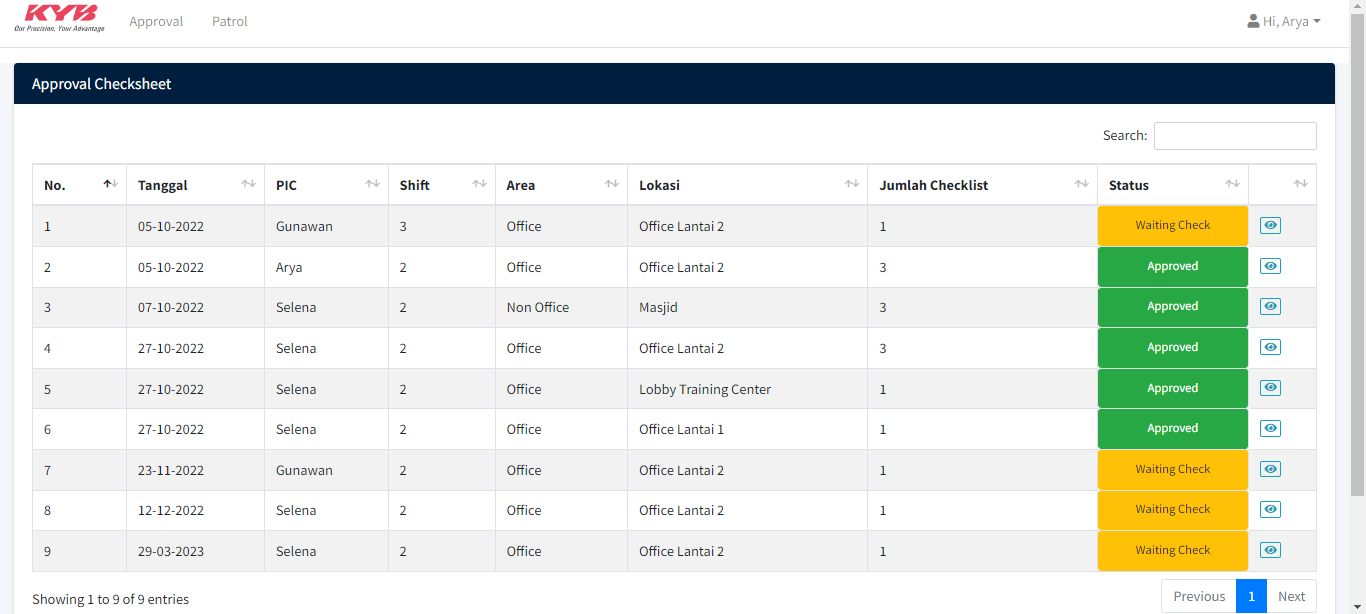 KYB
Our Precision, Your Advantage
Approval Patrol
Hi, Arya
Approval Checksheet
Search:
No. Tanggal PIC Shift Area Lokasi Jumlah Checklist Status
1 05-10-2022 Gunawan 3 Office Office Lantai 2 1 Waiting Check
2 05-10-2022 Arya 2 Office Office Lantai 2 3 Approved
3 07-10-2022 Selena 2 Non Office Masjid 3 Approved
4 27-10-2022 Selena 2 Office Office Lantai 2 3 Approved
5 27-10-2022 Selena 2 Office Lobby Training Center 1 Approved
6 27-10-2022 Selena 2 Office Office Lantai 1 1 Approved
7 23-11-2022 Gunawan 2 Office Office Lantai 2 1 Waiting Check
8 12-12-2022 Selena 2 Office Office Lantai 2 1 Waiting Check
9 29-03-2023 Selena 2 Office Office Lantai 2 1 Waiting Check
Showing 1 to 9 of 9 entries
Previous 1 Next